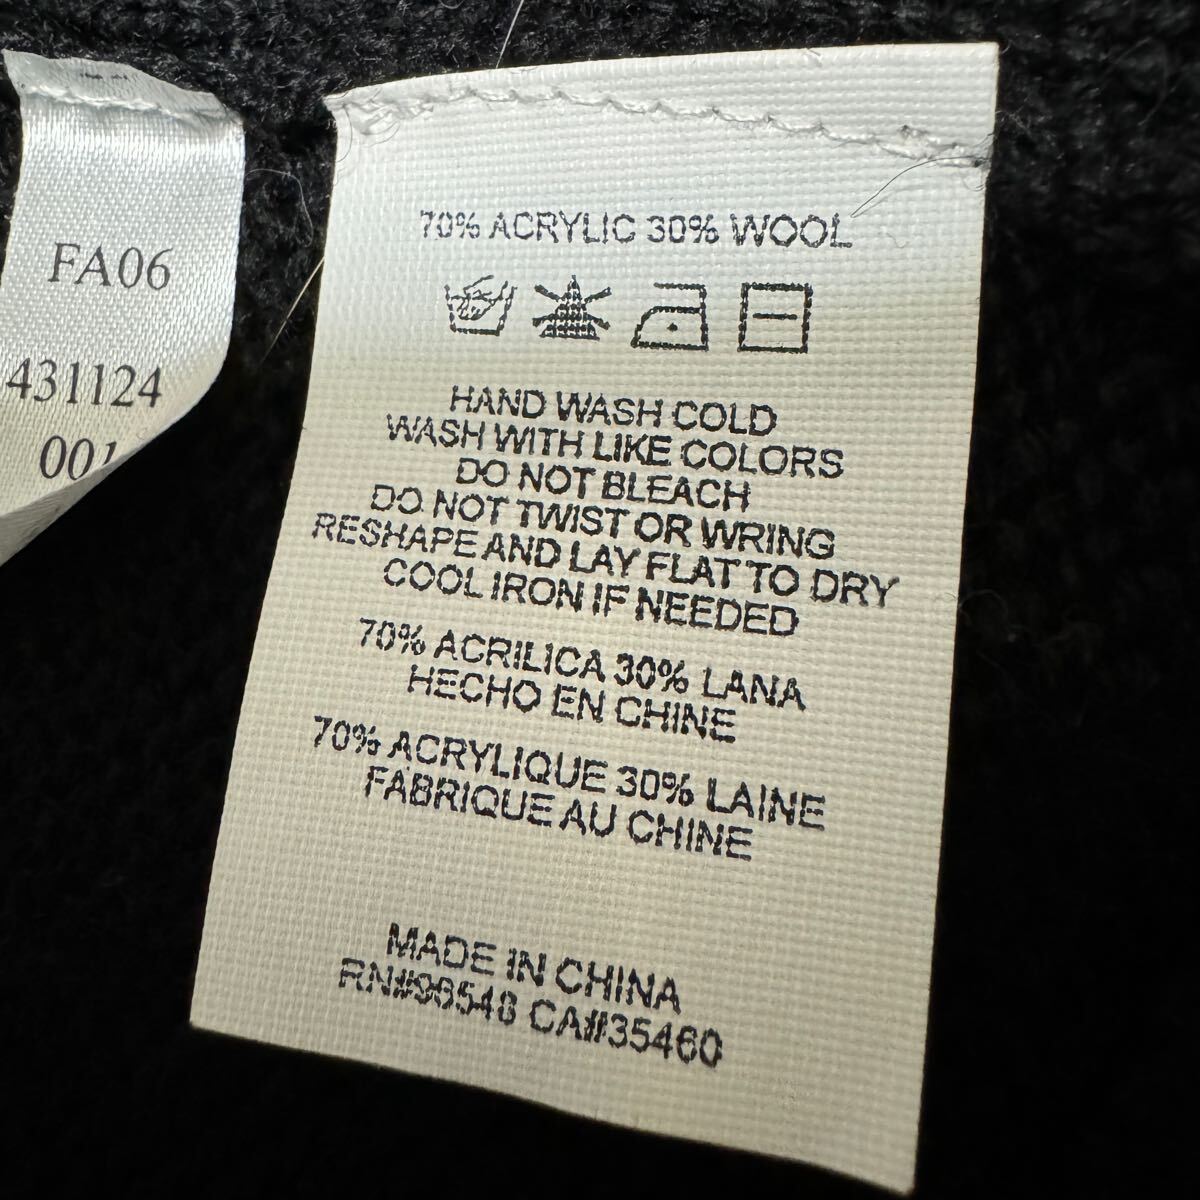 FA06
431124
001
70% ACRYLIC 30% WOOL
HAND WASH COLD
WASH WITH LIKE COLORS
DO NOT BLEACH
DO NOT TWIST OR WRING
RESHAPE AND LAY FLAT TO DRY
COOL IRON IF NEEDED
70% ACRILICA 30% LANA
HECHO EN CHINE
70% ACRYLIQUE 30% LAINE
FABRIQUE AU CHINE
MADE IN CHINA
CA#35460